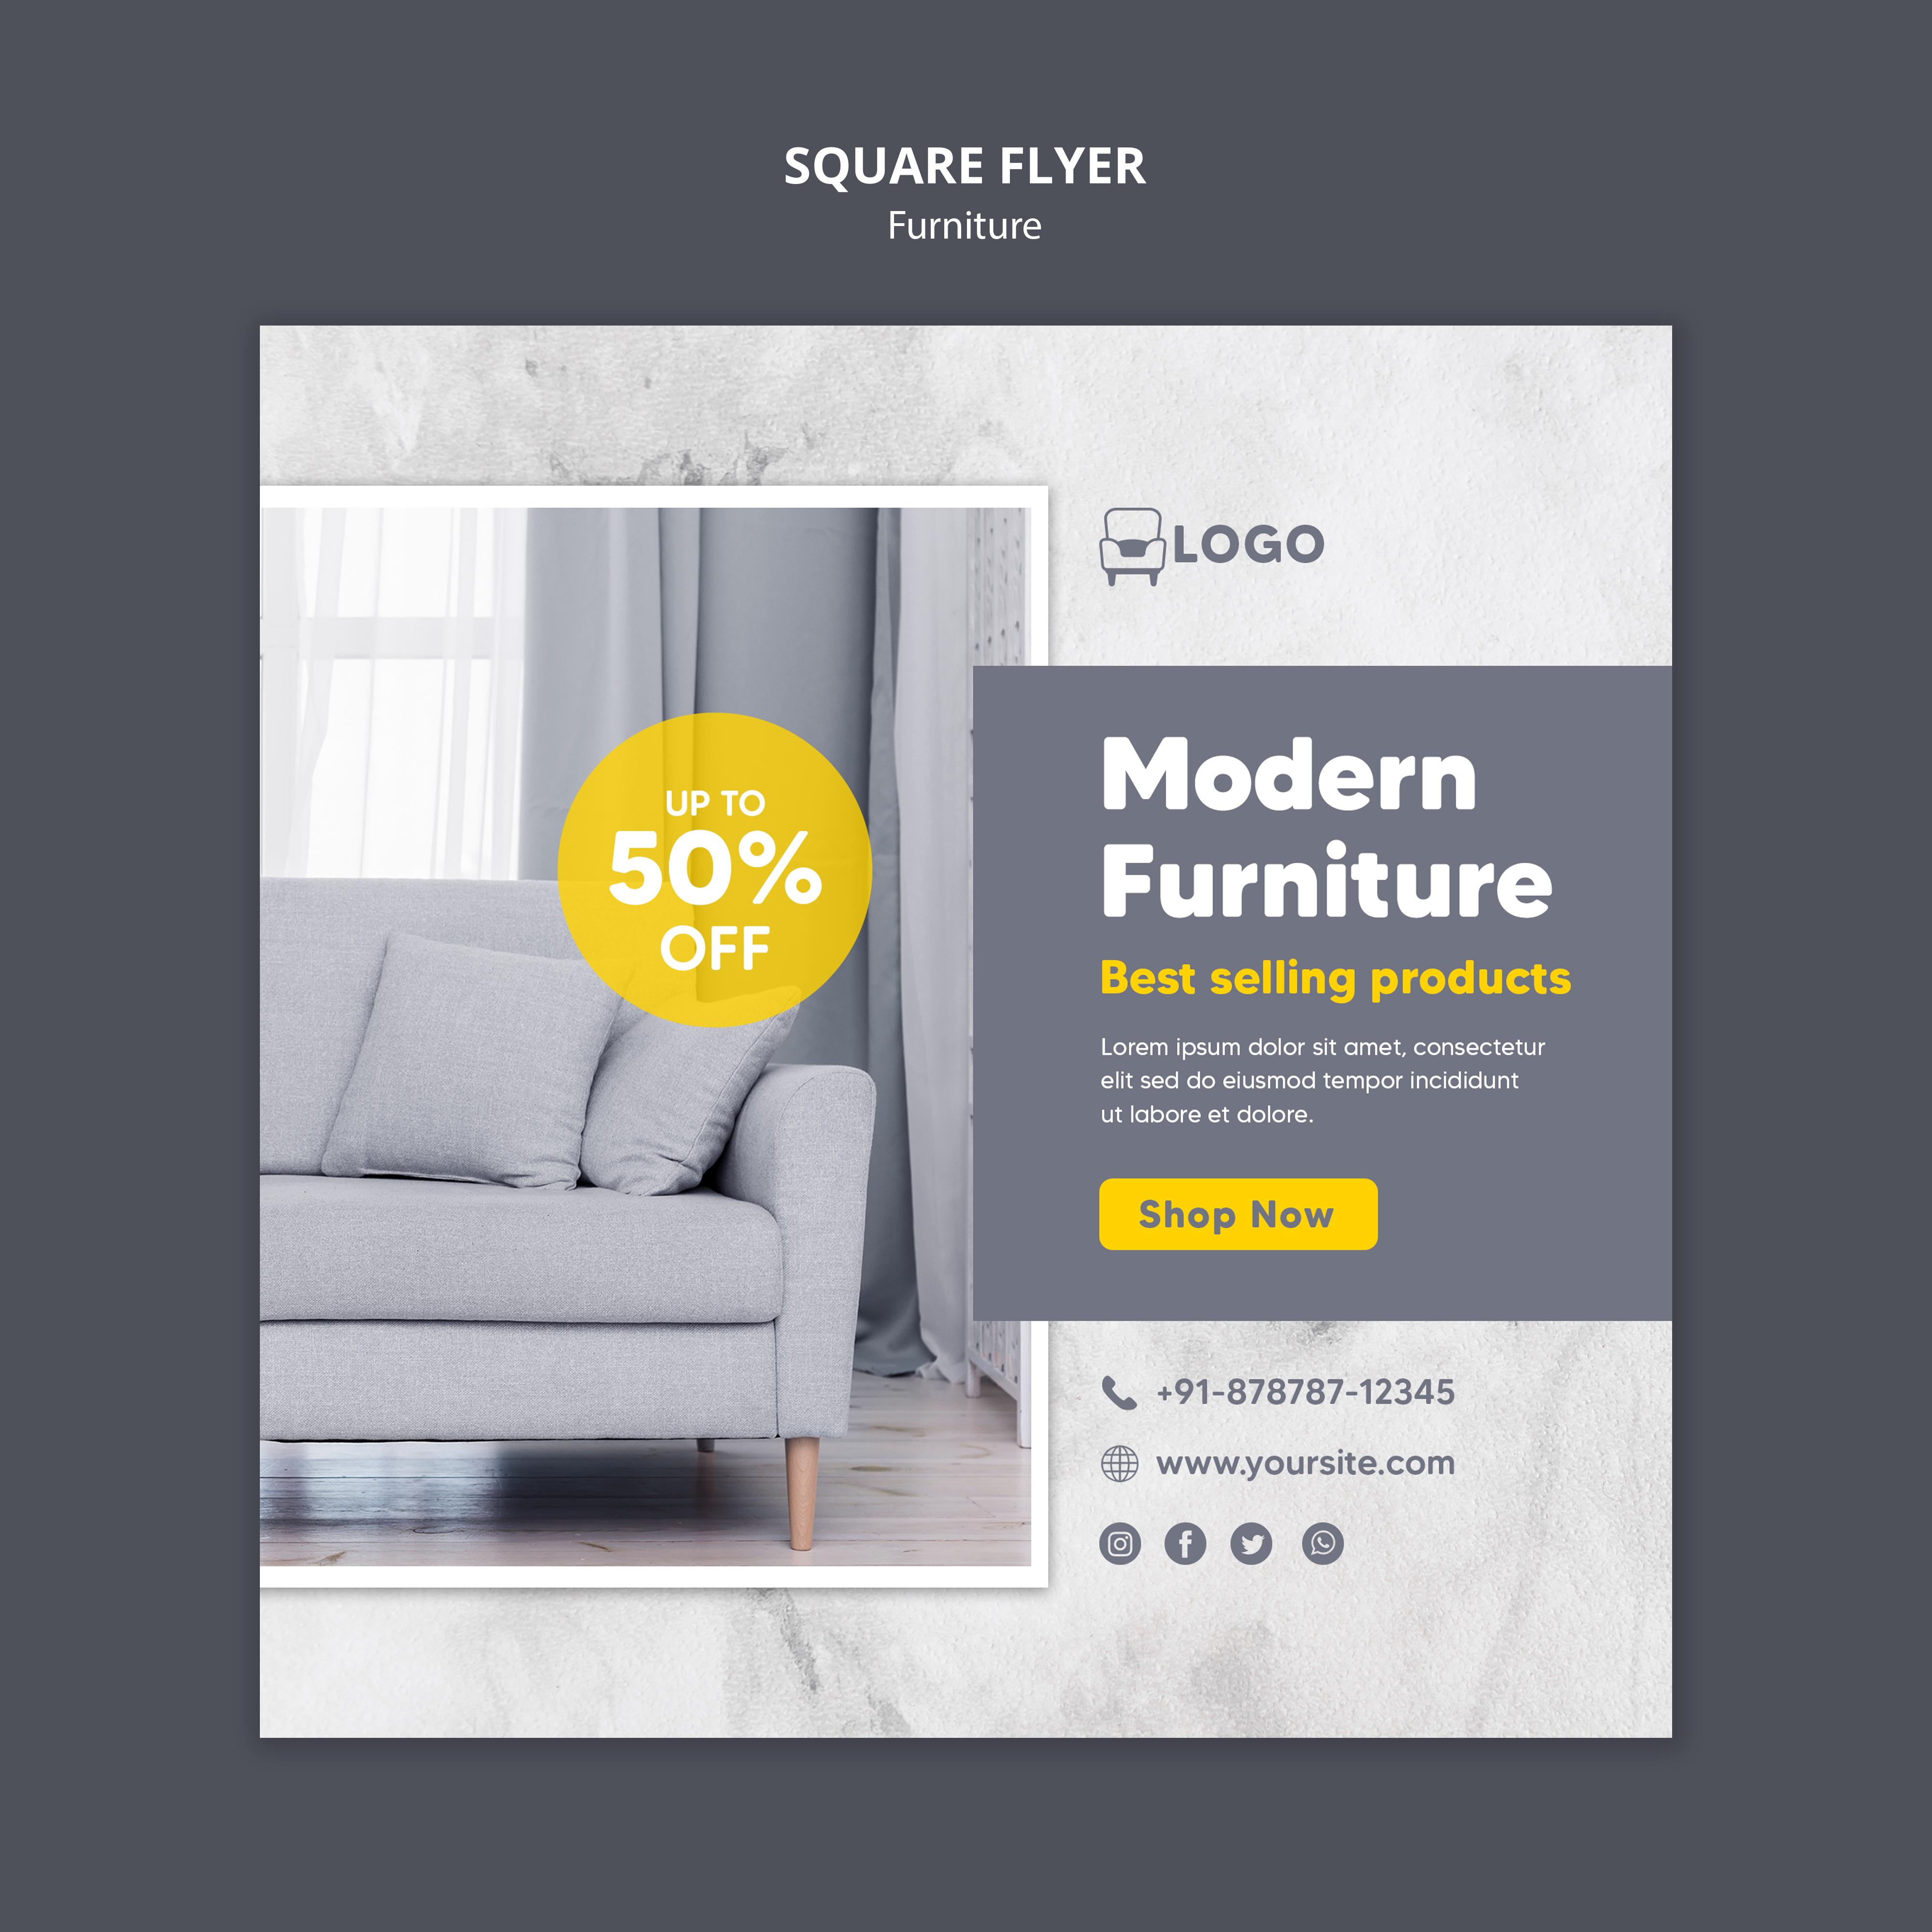 SQUARE FLYER
Furniture
LOGO
UP TO
50%
OFF
Modern
Furniture
Best selling products
Lorem ipsum dolor sit amet, consectetur
elit sed do eiusmod tempor incididunt
ut labore et dolore.
Shop Now
+91-878787-12345
www.yoursite.com